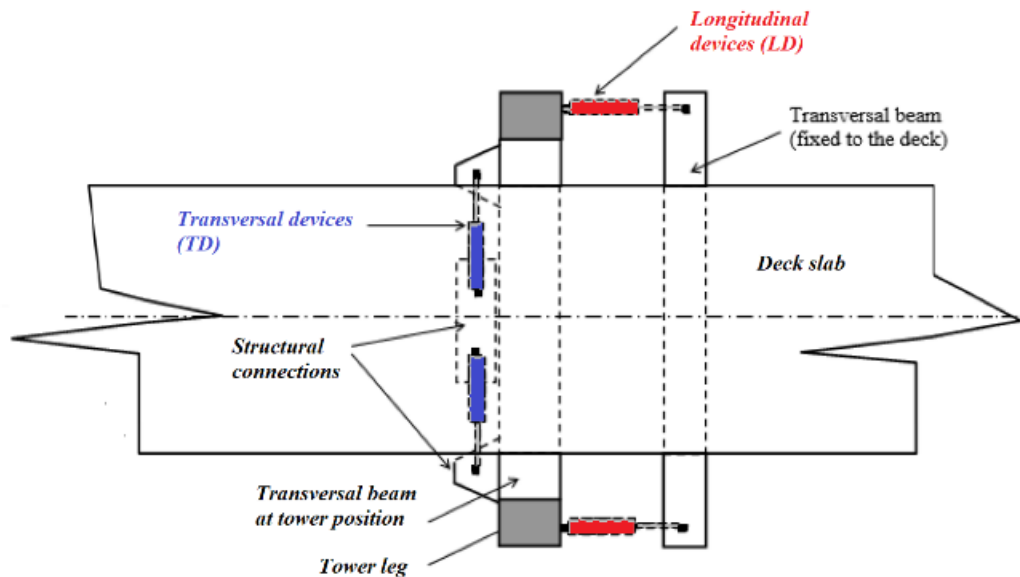 Longitudinal
devices (LD)
Transversal beam
(fixed to the deck)
Transversal devices
(TD)
Deck slab
Structural
connections
Transversal beam
at tower position
Tower leg